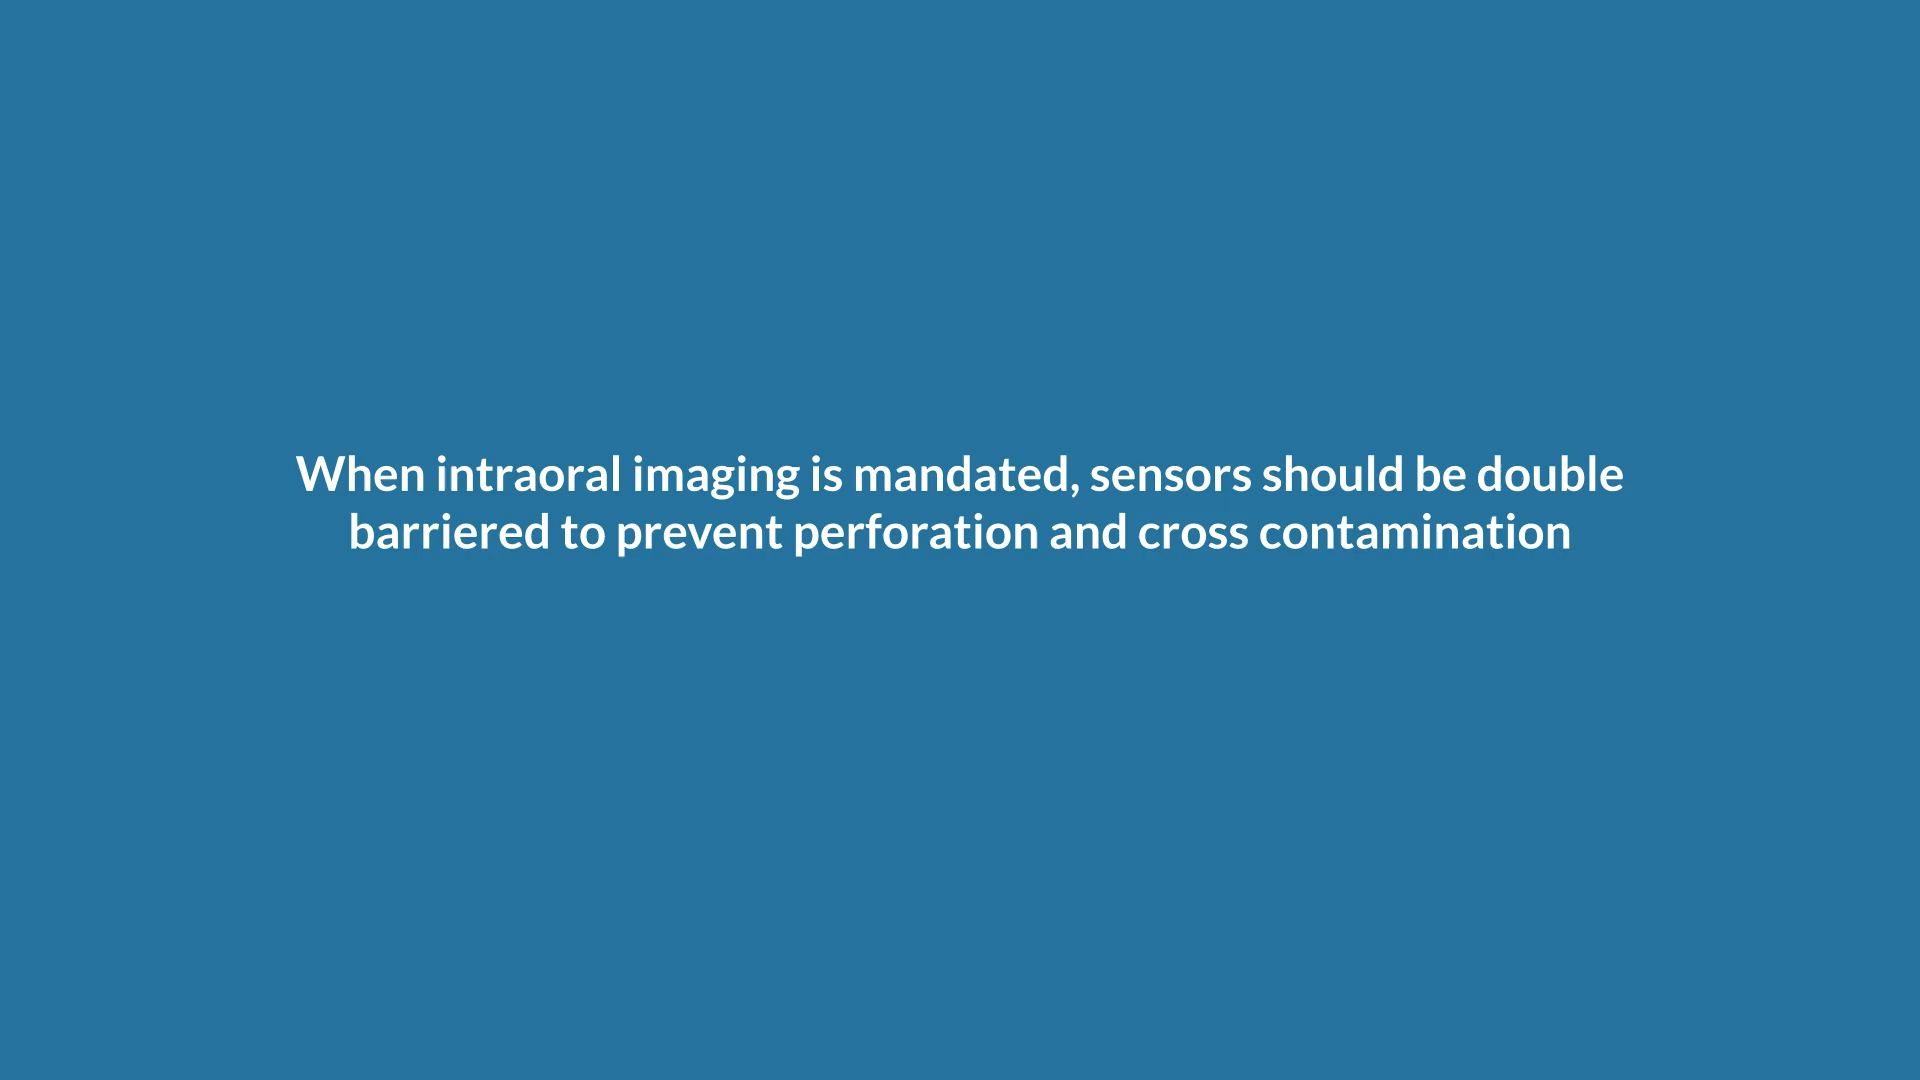 When intraoral imaging is mandated, sensors should be double
barriered to prevent perforation and cross contamination